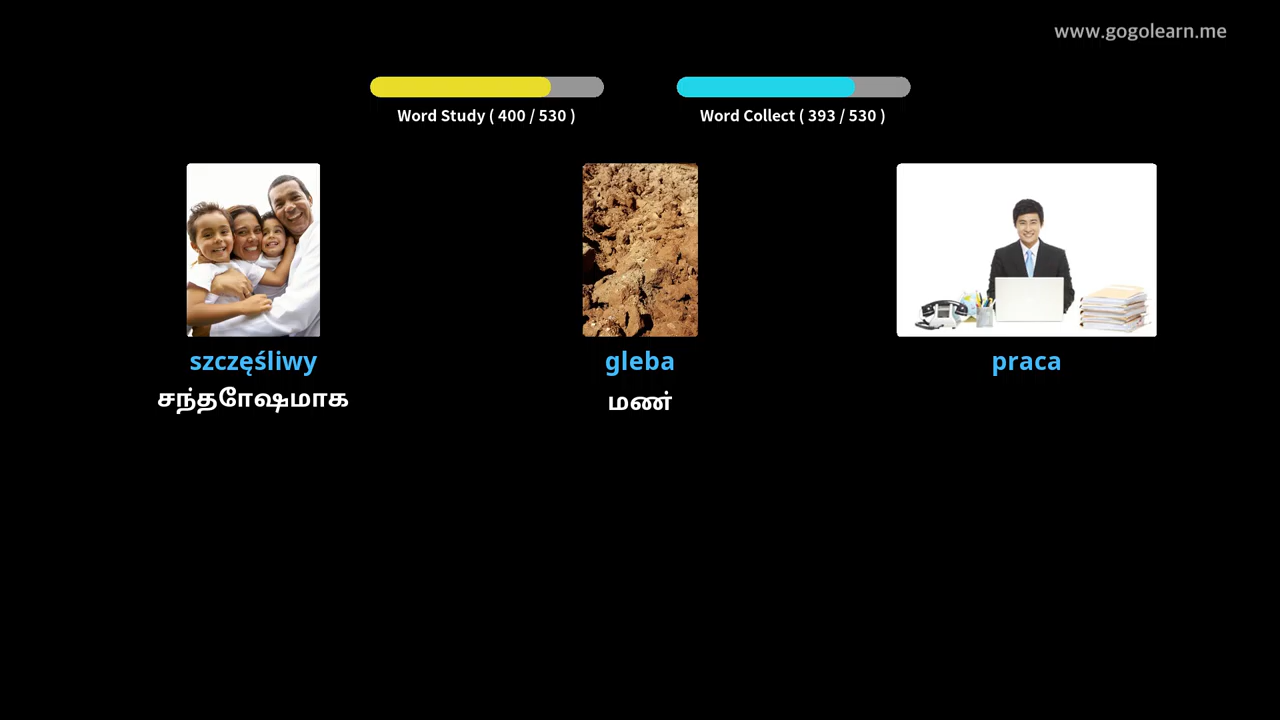 www.gogolearn.me
Word Study ( 400 / 530 )
Word Collect ( 393 / 530 )
szczęśliwy
gleba
praca
சந்தோஷமாக
மண்